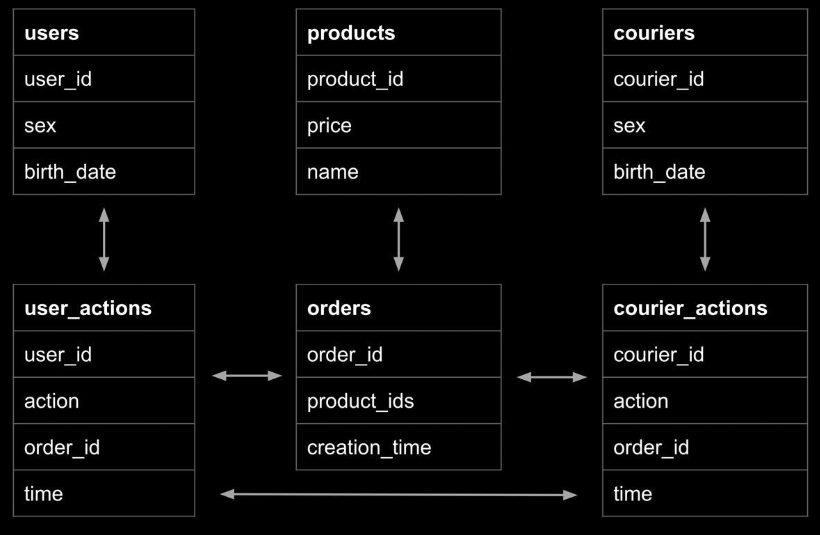 users
user_id
sex
birth_date
products
product_id
price
name
couriers
courier_id
sex
birth_date
user_actions
user_id
action
order_id
time
orders
order_id
product_ids
creation_time
courier_actions
courier_id
action
order_id
time